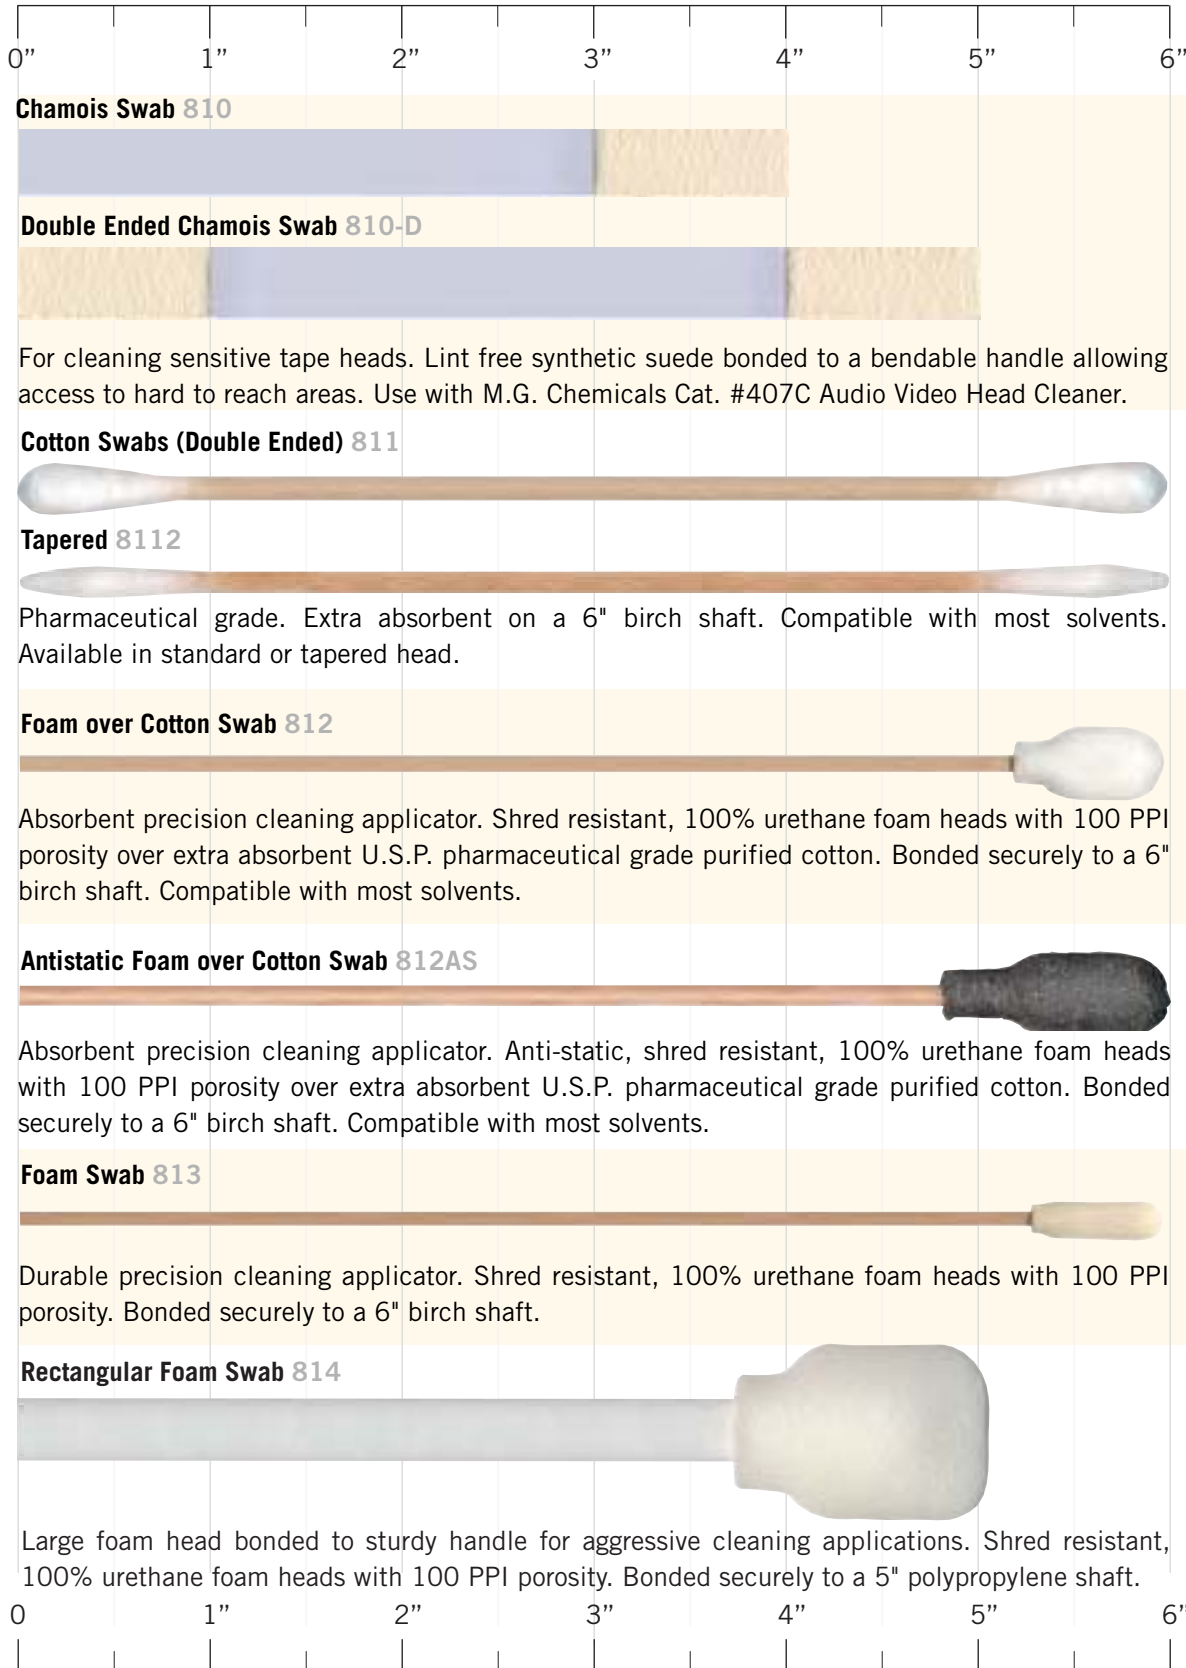 0” 1” 2” 3” 4” 5” 6”
Chamois Swab 810
Double Ended Chamois Swab 810-D
For cleaning sensitive tape heads. Lint free synthetic suede bonded to a bendable handle allowing
access to hard to reach areas. Use with M.G. Chemicals Cat. #407C Audio Video Head Cleaner.
Cotton Swabs (Double Ended) 811
Tapered 8112
Pharmaceutical grade. Extra absorbent on a 6" birch shaft. Compatible with most solvents.
Available in standard or tapered head.
Foam over Cotton Swab 812
Absorbent precision cleaning applicator. Shred resistant, 100% urethane foam heads with 100 PPI
porosity over extra absorbent U.S.P. pharmaceutical grade purified cotton. Bonded securely to a 6"
birch shaft. Compatible with most solvents.
Antistatic Foam over Cotton Swab 812AS
Absorbent precision cleaning applicator. Anti-static, shred resistant, 100% urethane foam heads
with 100 PPI porosity over extra absorbent U.S.P. pharmaceutical grade purified cotton. Bonded
securely to a 6" birch shaft. Compatible with most solvents.
Foam Swab 813
Durable precision cleaning applicator. Shred resistant, 100% urethane foam heads with 100 PPI
porosity. Bonded securely to a 6" birch shaft.
Rectangular Foam Swab 814
Large foam head bonded to sturdy handle for aggressive cleaning applications. Shred resistant,
100% urethane foam heads with 100 PPI porosity. Bonded securely to a 5" polypropylene shaft.
0 1” 2” 3” 4” 5” 6”